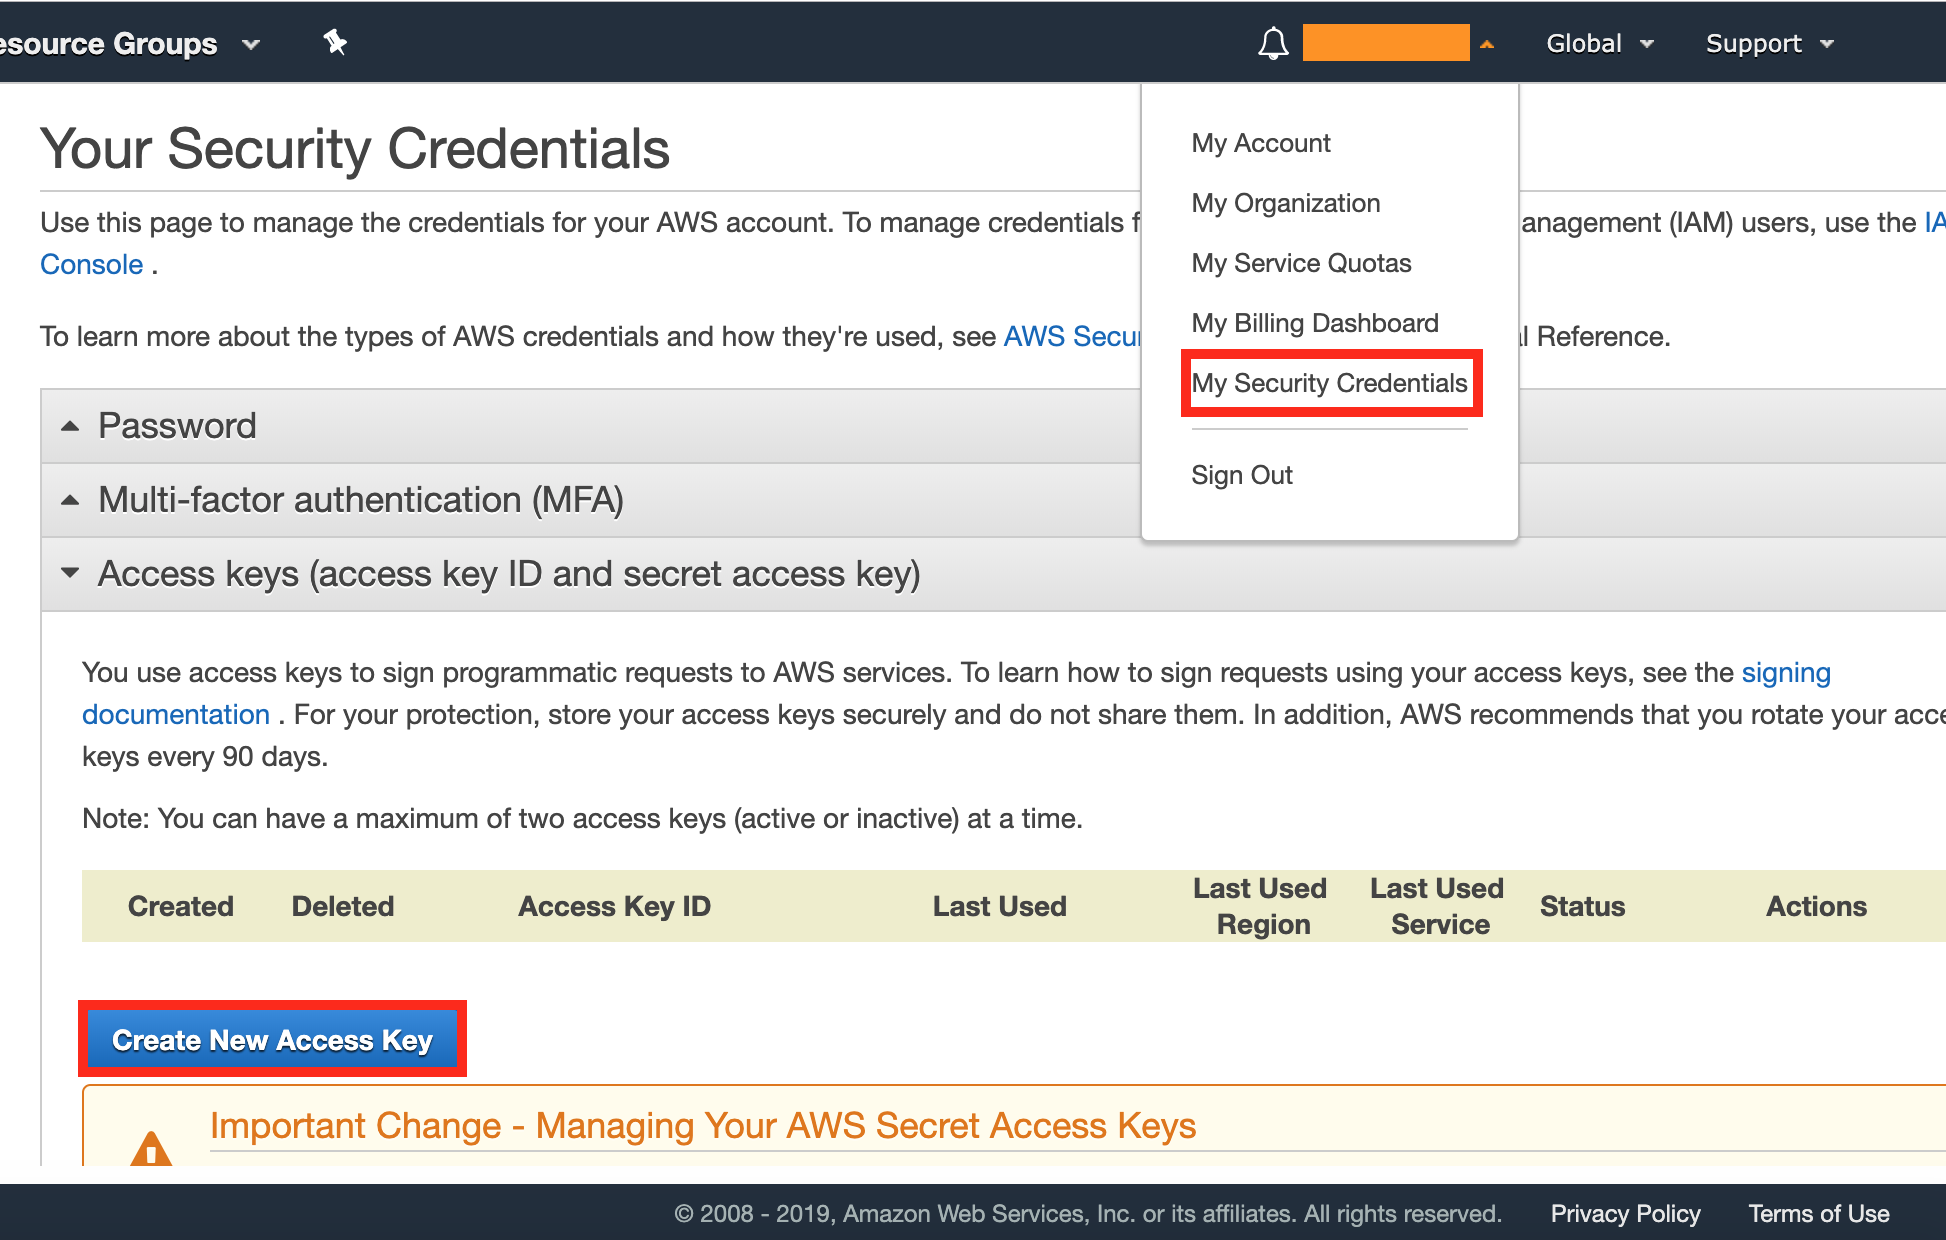 esource Groups
Global
Support
Your Security Credentials
My Account
My Organization
My Service Quotas
My Billing Dashboard
My Security Credentials
Sign Out
Use this page to manage the credentials for your AWS account. To manage credentials f anagement (IAM) users, use the IA
Console .
To learn more about the types of AWS credentials and how they're used, see AWS Secur l Reference.
Password
Multi-factor authentication (MFA)
Access keys (access key ID and secret access key)
You use access keys to sign programmatic requests to AWS services. To learn how to sign requests using your access keys, see the signing
documentation . For your protection, store your access keys securely and do not share them. In addition, AWS recommends that you rotate your acce
keys every 90 days.
Note: You can have a maximum of two access keys (active or inactive) at a time.
Created
Deleted
Access Key ID
Last Used
Last Used
Region
Last Used
Service
Status
Actions
Create New Access Key
Important Change - Managing Your AWS Secret Access Keys
© 2008 - 2019, Amazon Web Services, Inc. or its affiliates. All rights reserved.
Privacy Policy
Terms of Use